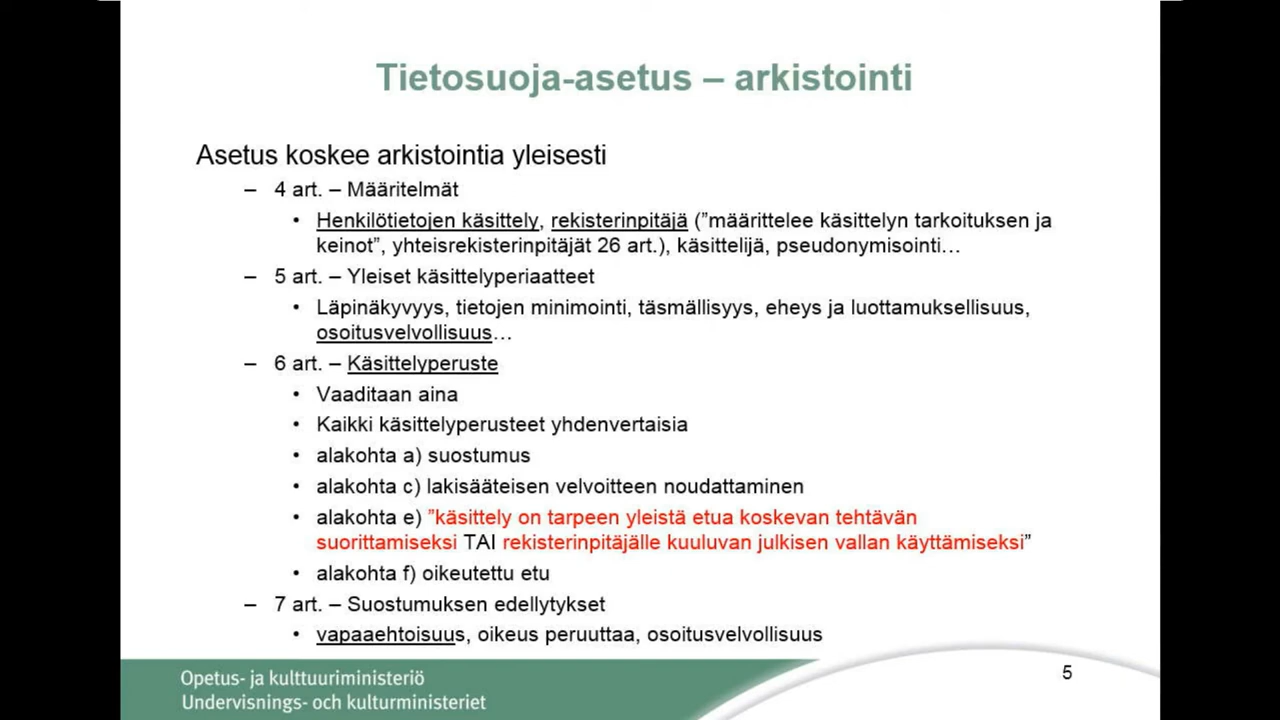 Tietosuoja-asetus – arkistointi
Asetus koskee arkistointia yleisesti
– 4 art. – Määritelmät
• Henkilötietojen käsittely, rekisterinpitäjä (”määrittelee käsittelyn tarkoituksen ja
keinot”, yhteisrekisterinpitäjät 26 art.), käsittelijä, pseudonymisointi…
– 5 art. – Yleiset käsittelyperiaatteet
• Läpinäkyvyys, tietojen minimointi, täsmällisyys, eheys ja luottamuksellisuus,
osoitusvelvollisuus…
– 6 art. – Käsittelyperuste
• Vaaditaan aina
• Kaikki käsittelyperusteet yhdenvertaisia
• alakohta a) suostumus
• alakohta c) lakisääteisen velvoitteen noudattaminen
• alakohta e) ”käsittely on tarpeen yleistä etua koskevan tehtävän
suorittamiseksi TAI rekisterinpitäjälle kuuluvan julkisen vallan käyttämiseksi”
• alakohta f) oikeutettu etu
– 7 art. – Suostumuksen edellytykset
• vapaaehtoisuus, oikeus peruuttaa, osoitusvelvollisuus
Opetus- ja kulttuuriministeriö
Undervisnings- och kulturministeriet
5